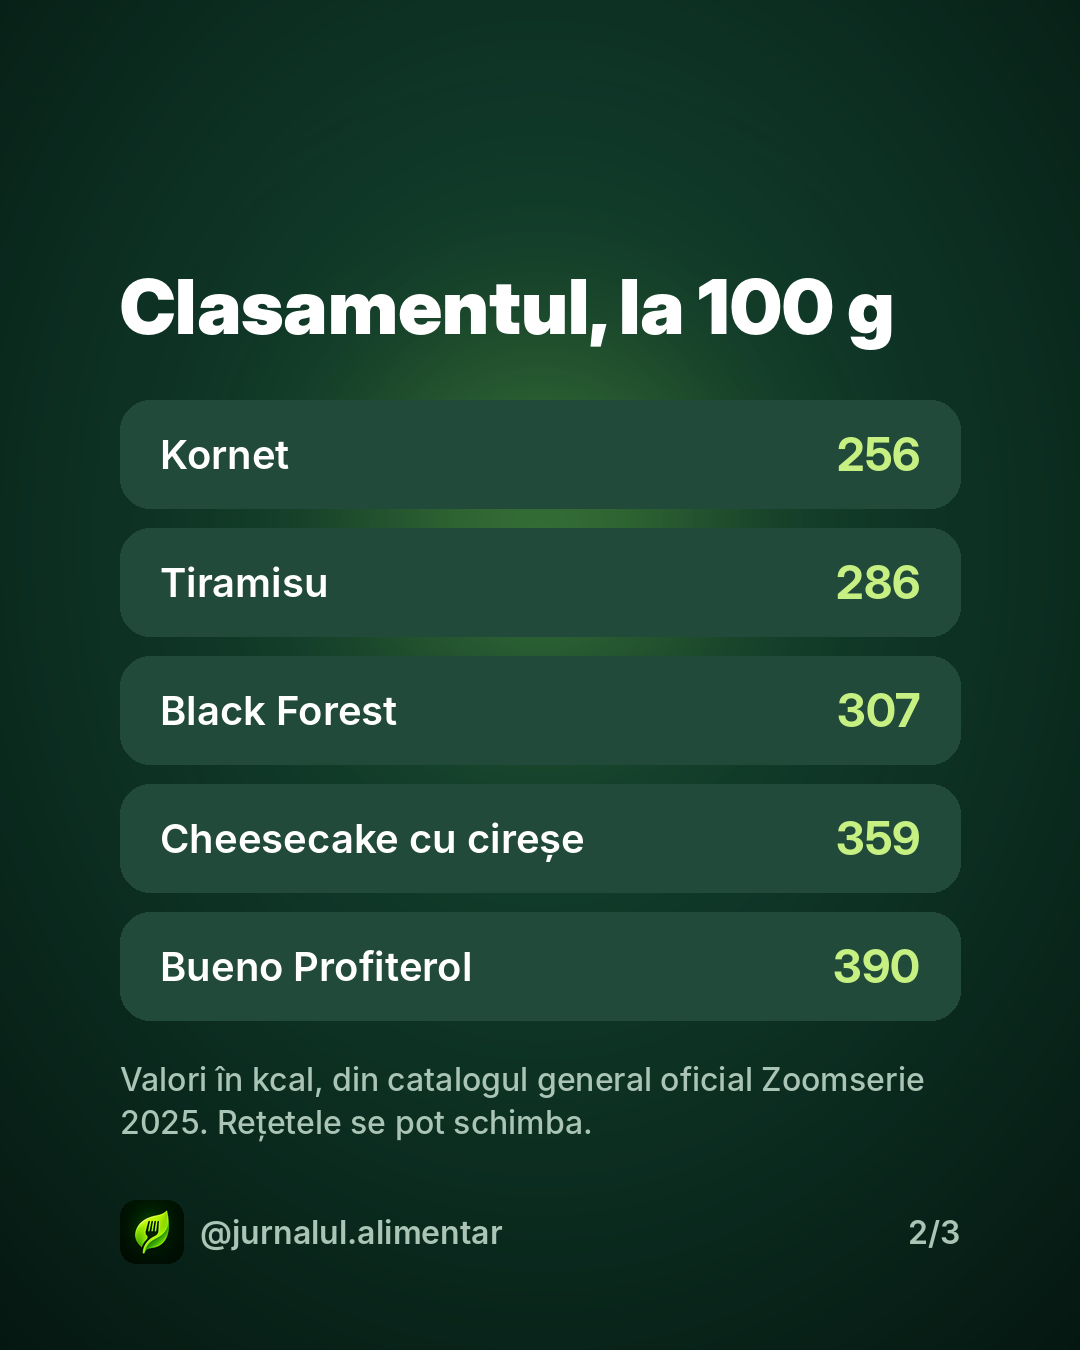 Clasamentul, la 100 g
Kornet 256
Tiramisu 286
Black Forest 307
Cheesecake cu cireșe 359
Bueno Profiterol 390
Valori în kcal, din catalogul general oficial Zoomserie
2025. Rețetele se pot schimba.
@jurnalul.alimentar 2/3